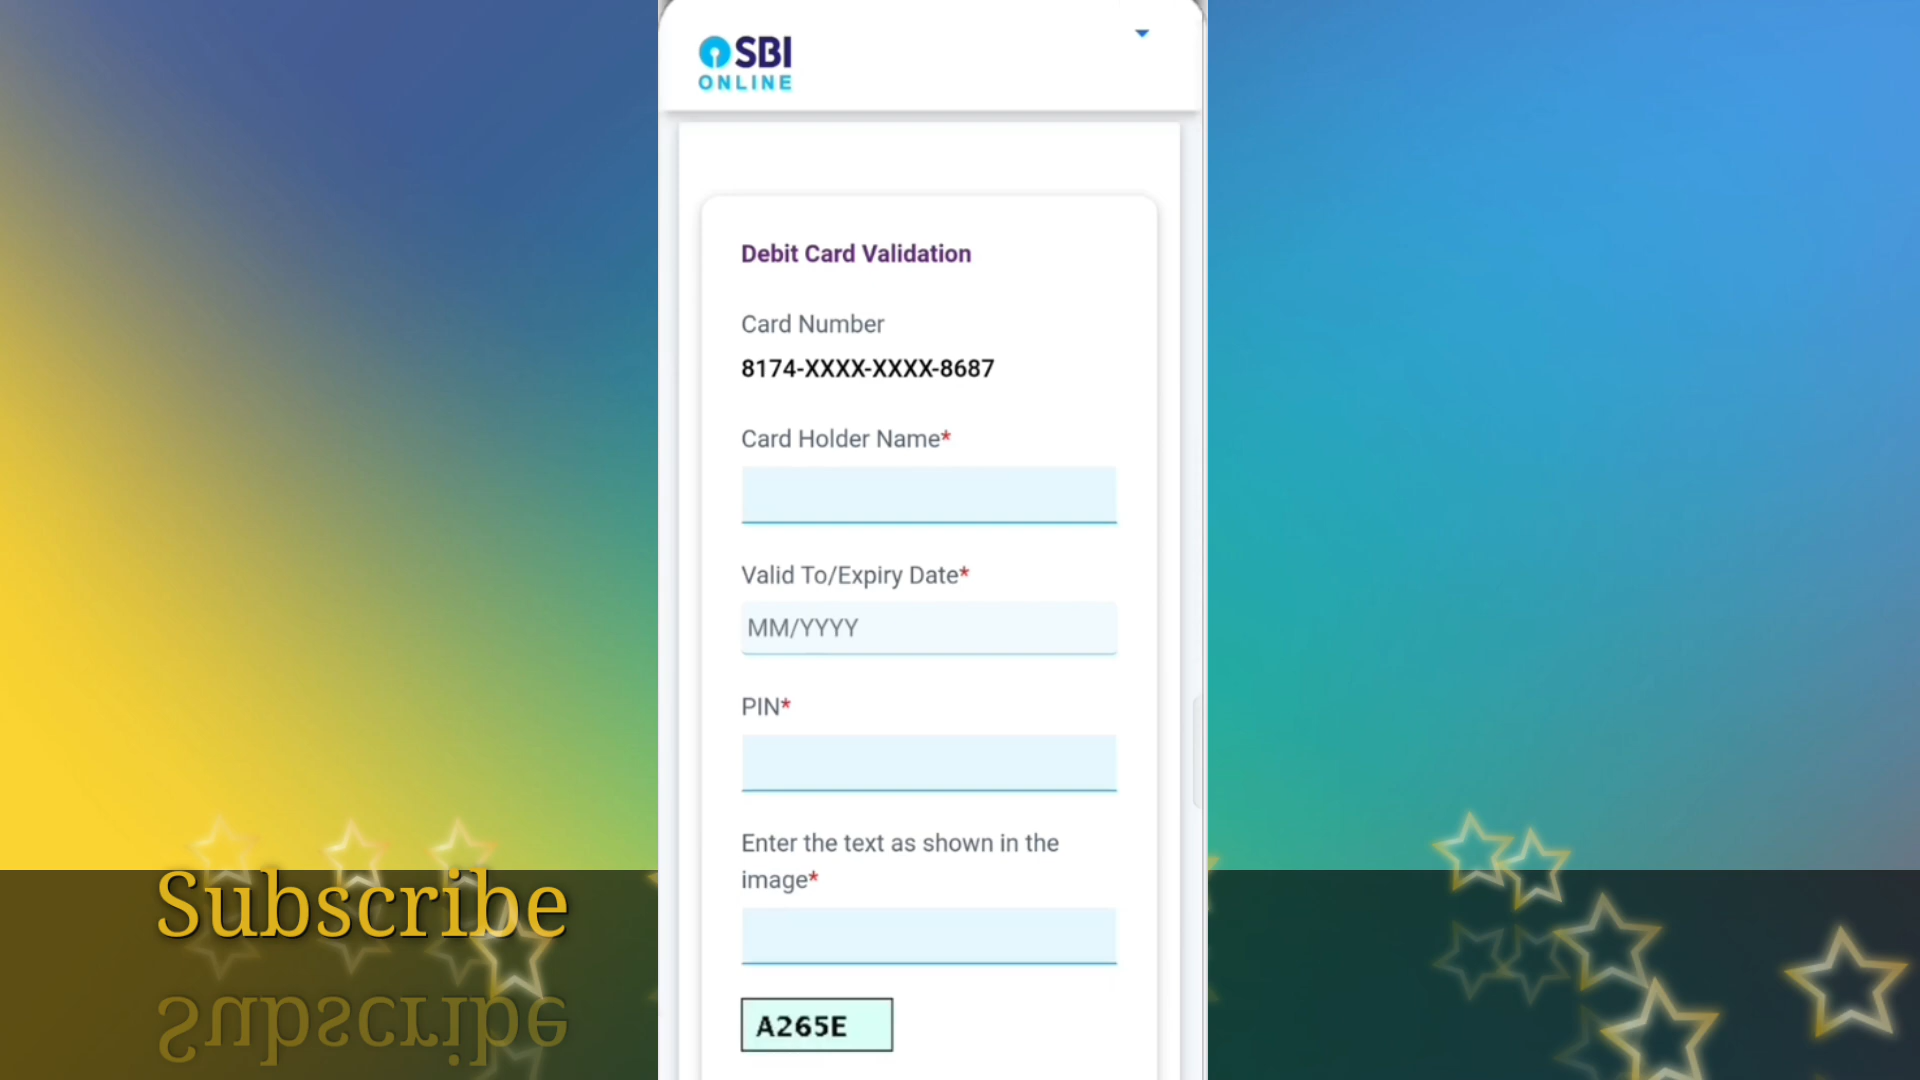 SBI
ONLINE
Debit Card Validation
Card Number
8174-XXXX-XXXX-8687
Card Holder Name*
Valid To/Expiry Date*
MM/YYYY
PIN*
Enter the text as shown in the
image*
A265E
Subscribe
Subscribe